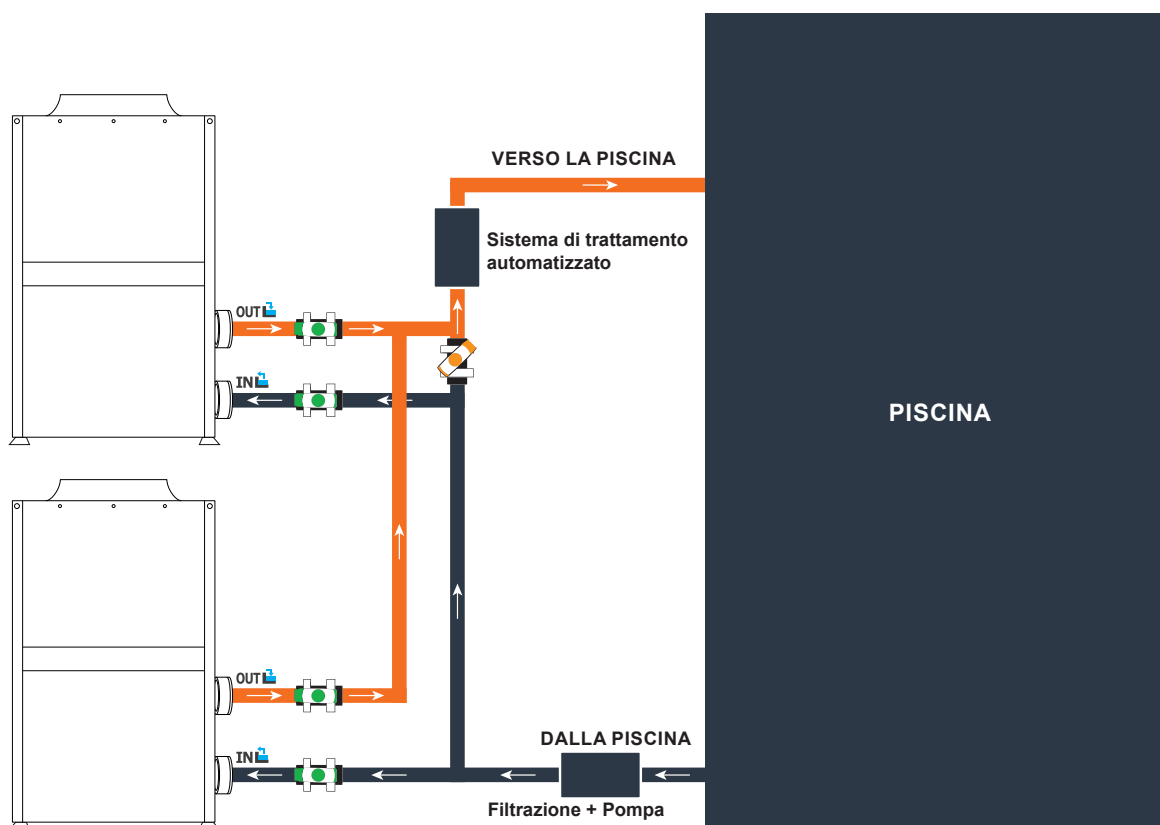 VERSO LA PISCINA
Sistema di trattamento
automatizzato
OUT
IN
PISCINA
OUT
IN
DALLA PISCINA
Filtrazione + Pompa